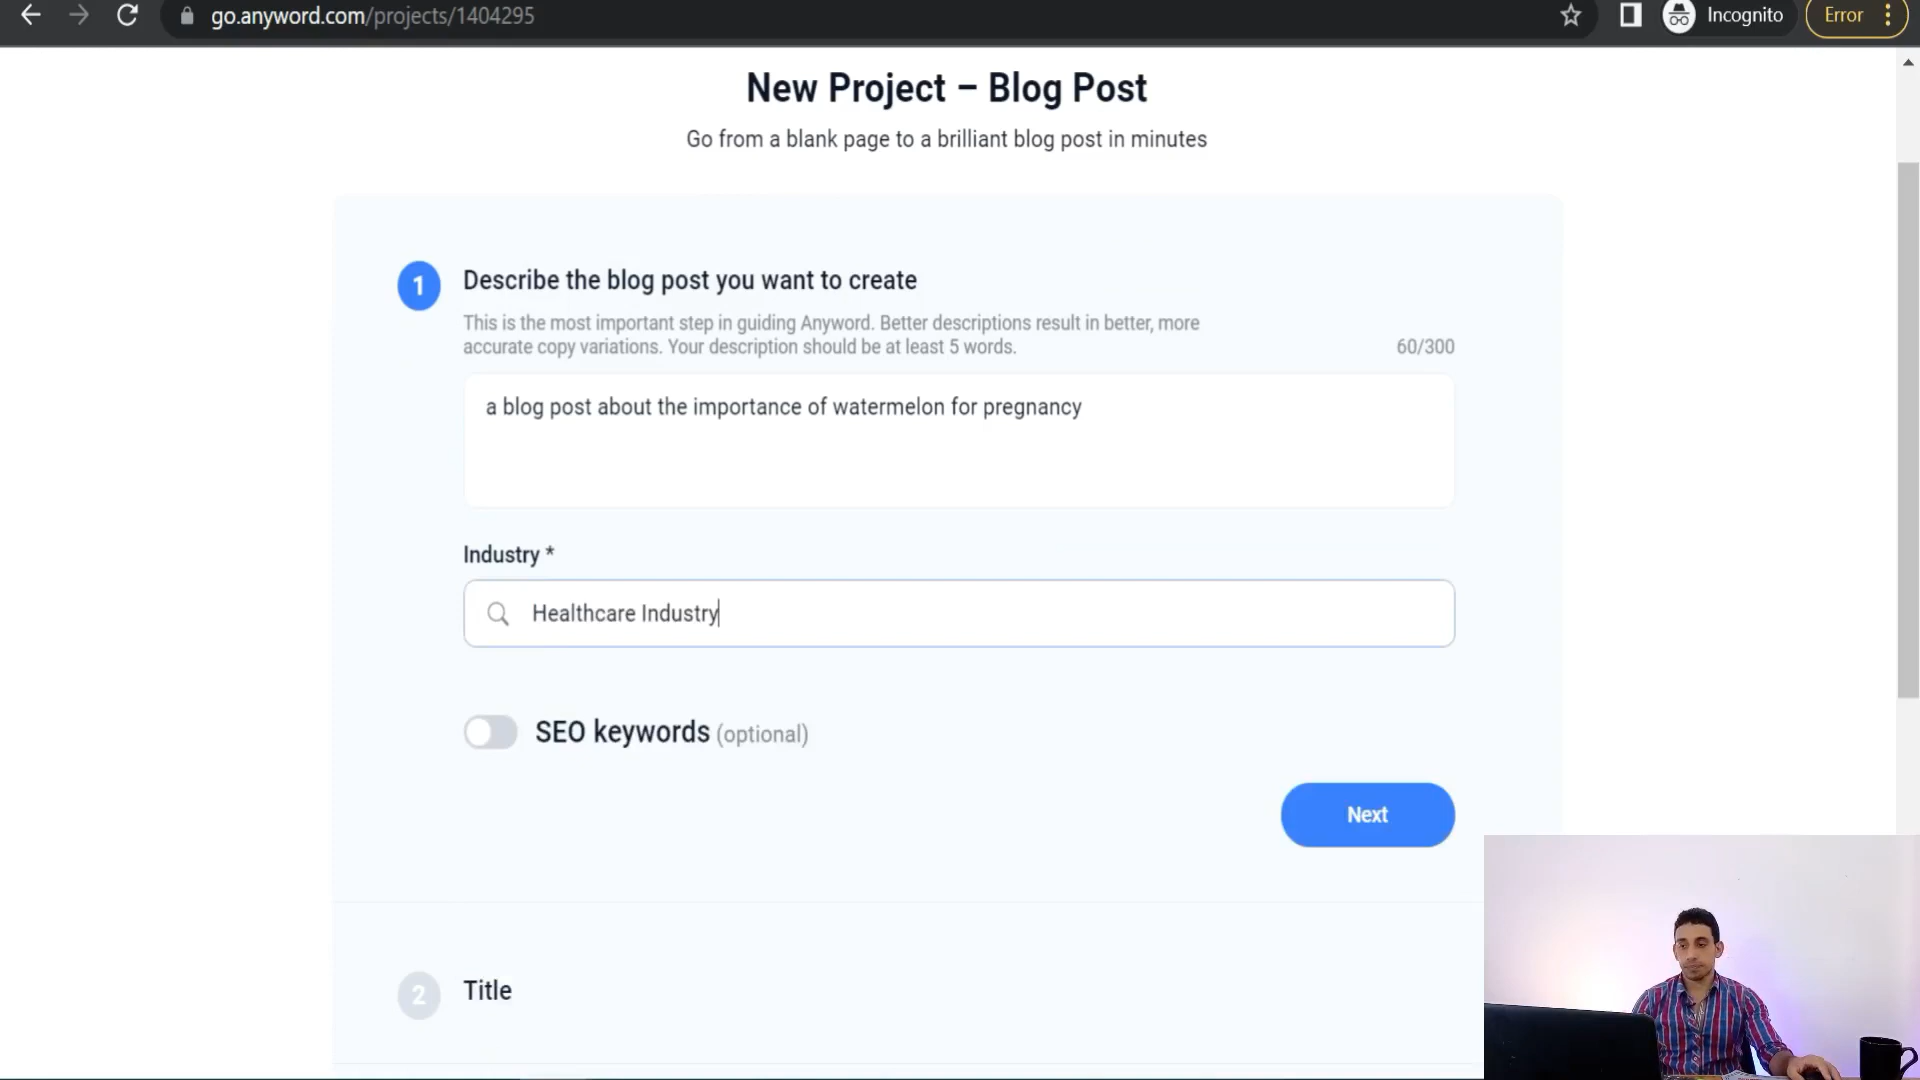 go.anyword.com/projects/1404295
Incognito
Error
New Project – Blog Post
Go from a blank page to a brilliant blog post in minutes
1
Describe the blog post you want to create
This is the most important step in guiding Anyword. Better descriptions result in better, more
accurate copy variations. Your description should be at least 5 words.
60/300
a blog post about the importance of watermelon for pregnancy
Industry *
Healthcare Industry
SEO keywords (optional)
Next
2
Title